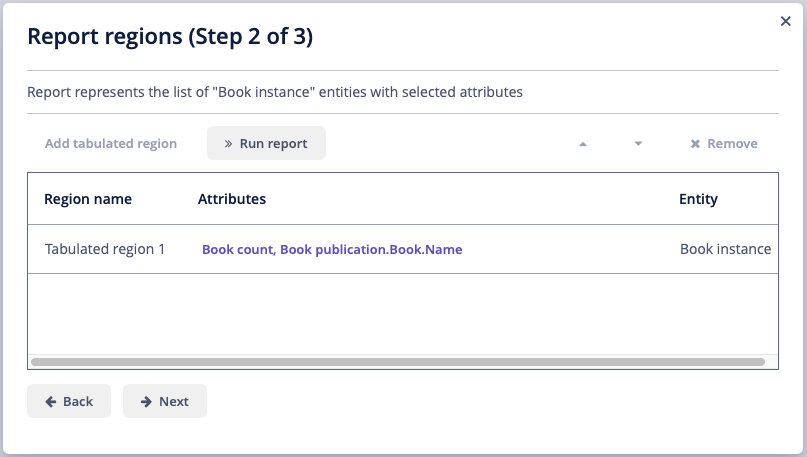 Report regions (Step 2 of 3)
Report represents the list of "Book instance" entities with selected attributes
Add tabulated region Run report Remove
Region name Attributes Entity
Tabulated region 1 Book count, Book publication.Book.Name Book instance
Back Next